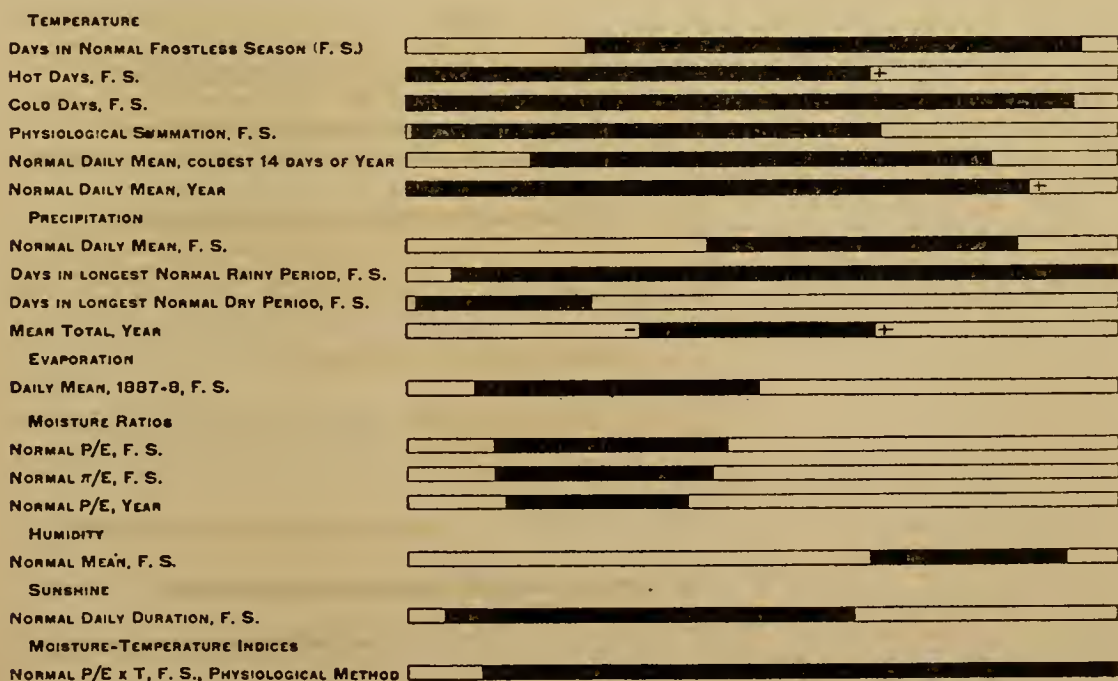 TEMPERATURE
DAYS IN NORMAL FROSTLESS SEASON (F. S.)
HOT DAYS, F. S. +
COLD DAYS, F. S.
PHYSIOLOGICAL SUMMATION, F. S.
NORMAL DAILY MEAN, COLDEST 14 DAYS OF YEAR
NORMAL DAILY MEAN, YEAR +
PRECIPITATION
NORMAL DAILY MEAN, F. S.
DAYS IN LONGEST NORMAL RAINY PERIOD, F. S.
DAYS IN LONGEST NORMAL DRY PERIOD, F. S.
MEAN TOTAL, YEAR - +
EVAPORATION
DAILY MEAN, 1887-8, F. S.
MOISTURE RATIOS
NORMAL P/E, F. S.
NORMAL π/E, F. S.
NORMAL P/E, YEAR
HUMIDITY
NORMAL MEAN, F. S.
SUNSHINE
NORMAL DAILY DURATION, F. S.
MOISTURE-TEMPERATURE INDICES
NORMAL P/E X T, F. S., PHYSIOLOGICAL METHOD